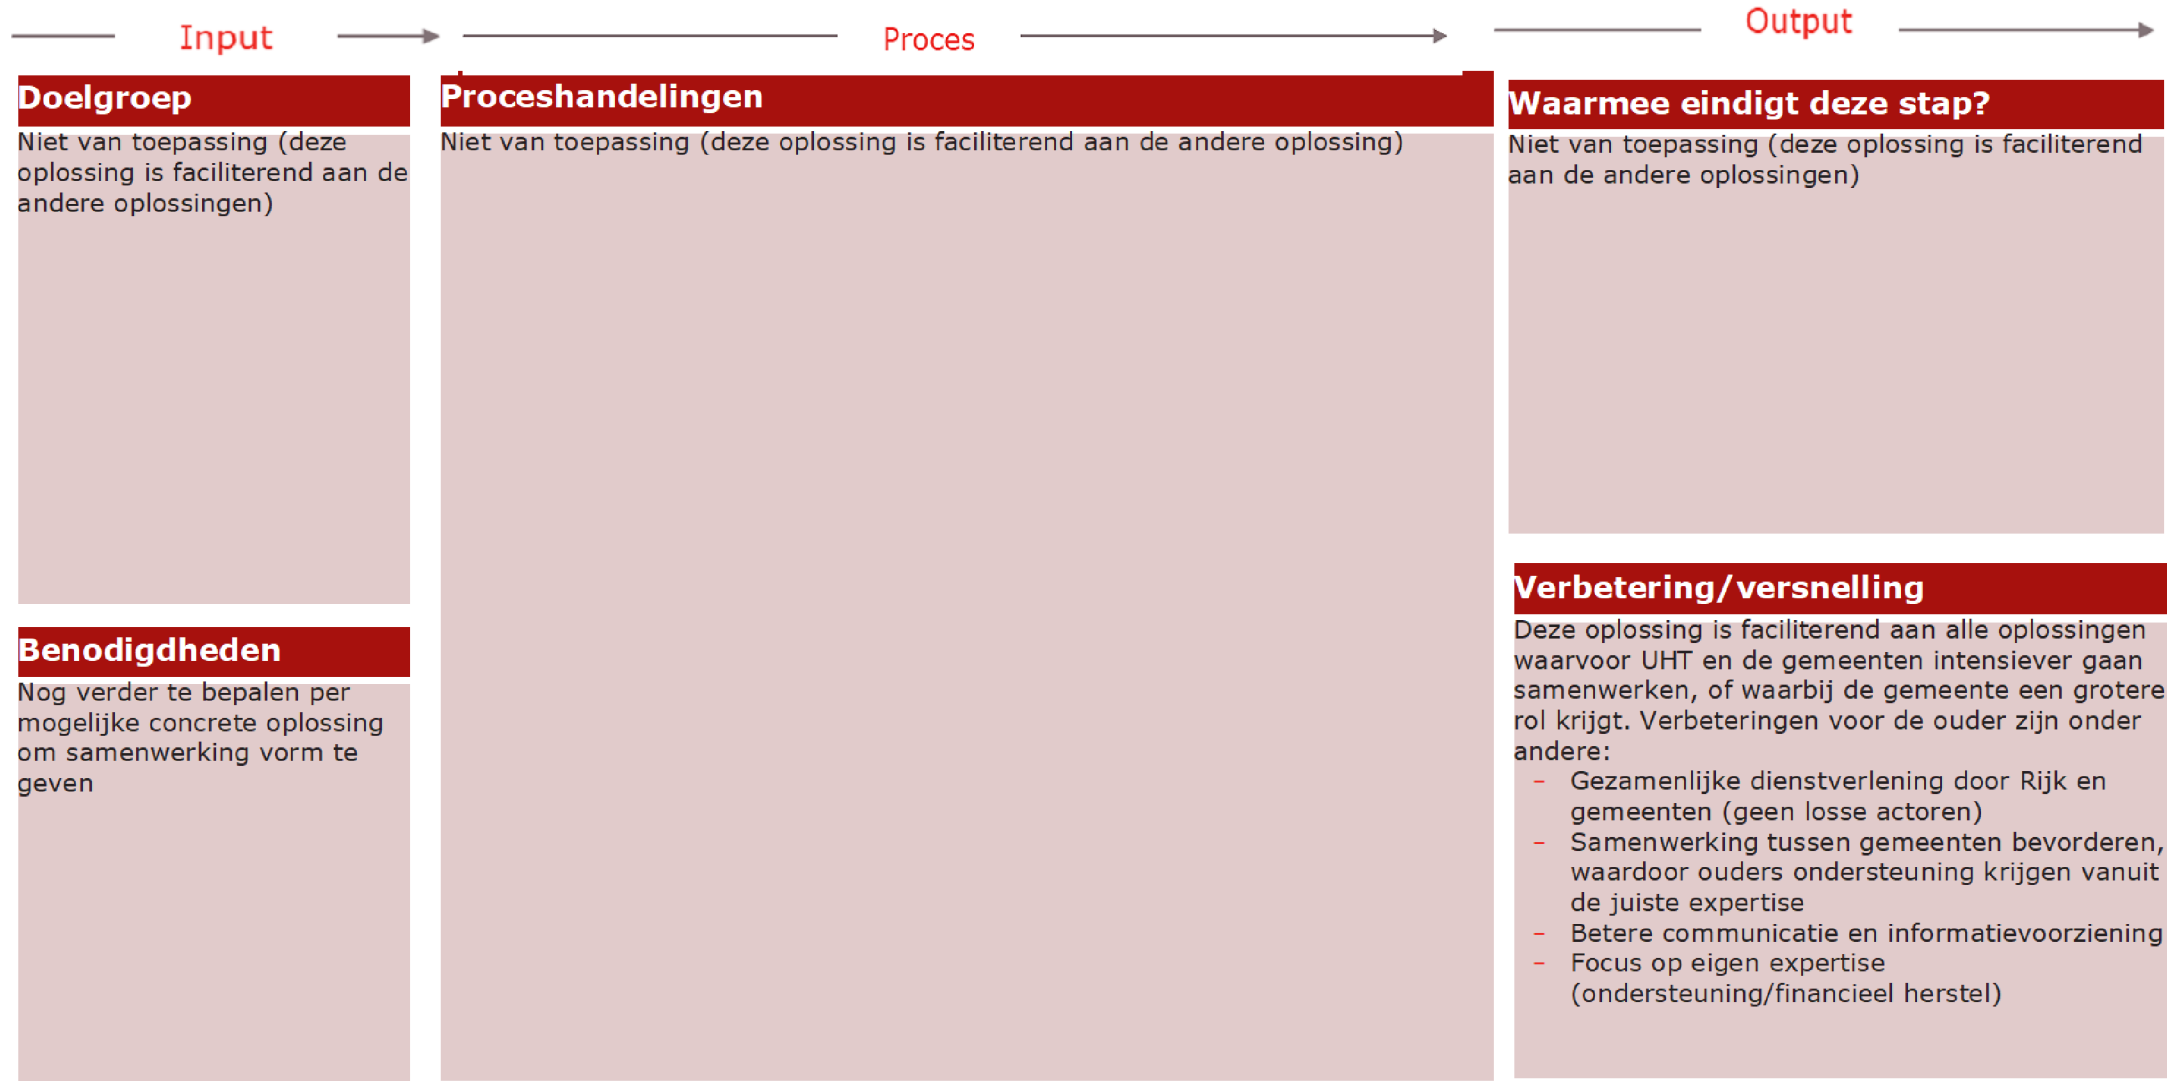 Input
Proces
Output
Doelgroep
Niet van toepassing (deze
oplossing is faciliterend aan de
andere oplossingen)
Benodigdheden
Nog verder te bepalen per
mogelijke concrete oplossing
om samenwerking vorm te
geven
Proceshandelingen
Niet van toepassing (deze oplossing is faciliterend aan de andere oplossing)
Waarmee eindigt deze stap?
Niet van toepassing (deze oplossing is faciliterend
aan de andere oplossingen)
Verbetering/versnelling
Deze oplossing is faciliterend aan alle oplossingen
waarvoor UHT en de gemeenten intensiever gaan
samenwerken, of waarbij de gemeente een grotere
rol krijgt. Verbeteringen voor de ouder zijn onder
andere:
– Gezamenlijke dienstverlening door Rijk en
gemeenten (geen losse actoren)
– Samenwerking tussen gemeenten bevorderen,
waardoor ouders ondersteuning krijgen vanuit
de juiste expertise
– Betere communicatie en informatievoorziening
– Focus op eigen expertise
(ondersteuning/financieel herstel)